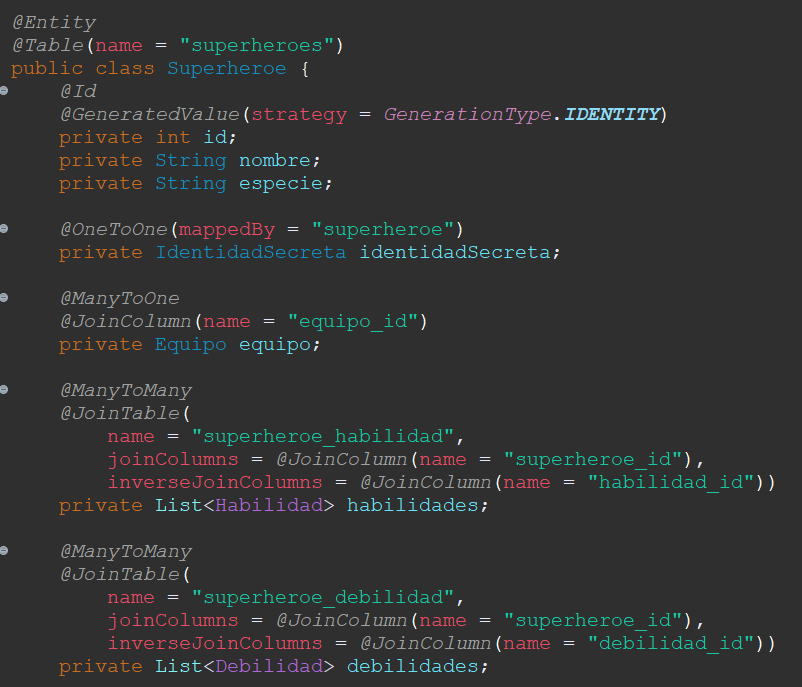 @Entity
@Table(name = "superheroes")
public class Superheroe {
    @Id
    @GeneratedValue(strategy = GenerationType.IDENTITY)
    private int id;
    private String nombre;
    private String especie;

    @OneToOne(mappedBy = "superheroe")
    private IdentidadSecreta identidadSecreta;

    @ManyToOne
    @JoinColumn(name = "equipo_id")
    private Equipo equipo;

    @ManyToMany
    @JoinTable(
        name = "superheroe_habilidad",
        joinColumns = @JoinColumn(name = "superheroe_id"),
        inverseJoinColumns = @JoinColumn(name = "habilidad_id"))
    private List<Habilidad> habilidades;

    @ManyToMany
    @JoinTable(
        name = "superheroe_debilidad",
        joinColumns = @JoinColumn(name = "superheroe_id"),
        inverseJoinColumns = @JoinColumn(name = "debilidad_id"))
    private List<Debilidad> debilidades;